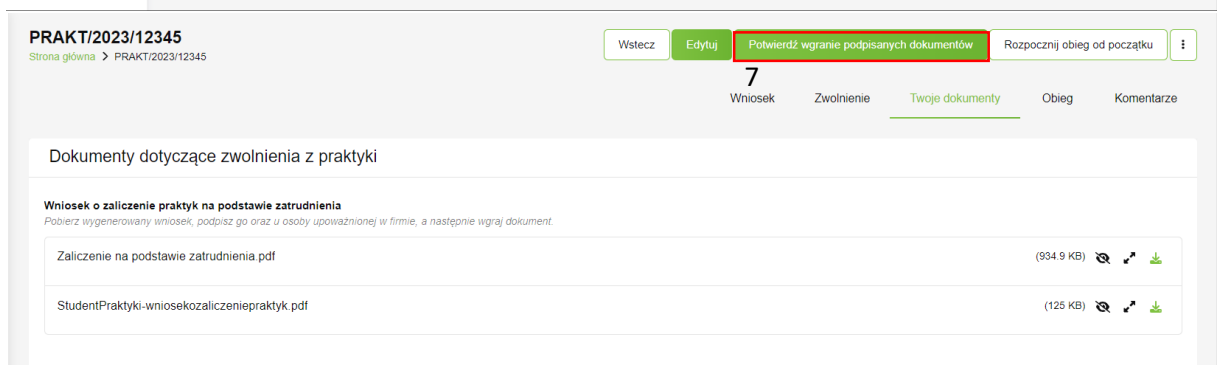 PRAKT/2023/12345
Strona główna > PRAKT/2023/12345
Wstecz Edytuj Potwierdź wgranie podpisanych dokumentów Rozpocznij obieg od początku
7
Wniosek Zwolnienie Twoje dokumenty Obieg Komentarze
Dokumenty dotyczące zwolnienia z praktyki
Wniosek o zaliczenie praktyk na podstawie zatrudnienia
Pobierz wygenerowany wniosek, podpisz go oraz u osoby upoważnionej w firmie, a następnie wgraj dokument.
Zaliczenie na podstawie zatrudnienia.pdf (934.9 KB)
StudentPraktyki-wniosekozaliczeniepraktyk.pdf (125 KB)